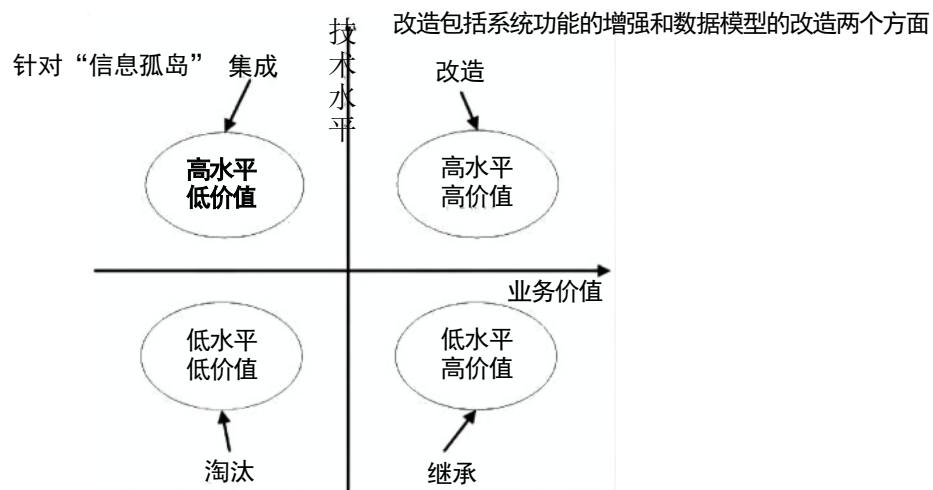 改造包括系统功能的增强和数据模型的改造两个方面
技术水平
针对“信息孤岛” 集成
改造
高水平
低价值
高水平
高价值
业务价值
低水平
低价值
低水平
高价值
淘汰
继承